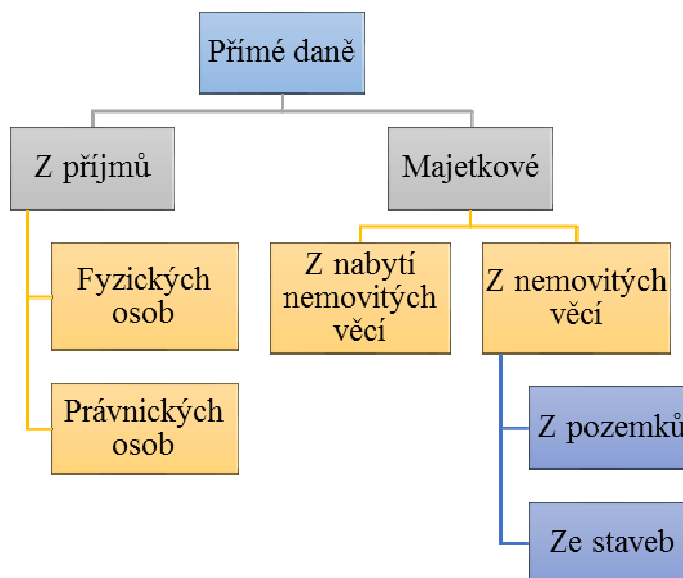 Přímé daně
Z příjmů
Majetkové
Fyzických
osob
Z nabytí
nemovitých
věcí
Z nemovitých
věcí
Právnických
osob
Z pozemků
Ze staveb